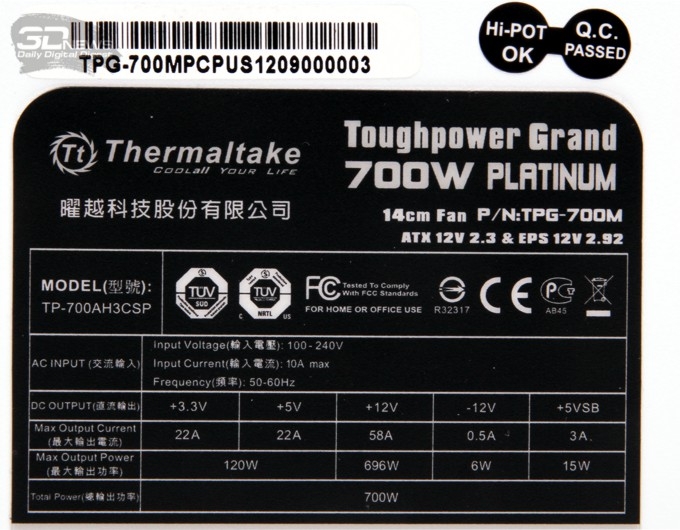 3DNEWS
Daily Digital Digest
TPG-700MPCPUS1209000003
Hi-POT OK
Q.C. PASSED
Tt Thermaltake
COOLall YOUR LIFE
曜越科技股份有限公司
Toughpower Grand
700W PLATINUM
14cm Fan P/N:TPG-700M
ATX 12V 2.3 & EPS 12V 2.92
MODEL(型號):
TP-700AH3CSP
TUV SUD
C TUV NRTL US
FC Tested To Comply
With FCC Standards
FOR HOME OR OFFICE USE
R32317
CE
AB45
AC INPUT (交流輸入)
Input Voltage(輸入電壓): 100-240V
Input Current(輸入電流): 10A max
Frequency(頻率): 50-60Hz
DC OUTPUT(直流輸出) +3.3V +5V +12V -12V +5VSB
Max Output Current
(最大輸出電流) 22A 22A 58A 0.5A 3A
Max Output Power
(最大輸出功率) 120W 696W 6W 15W
Total Power(總輸出功率) 700W